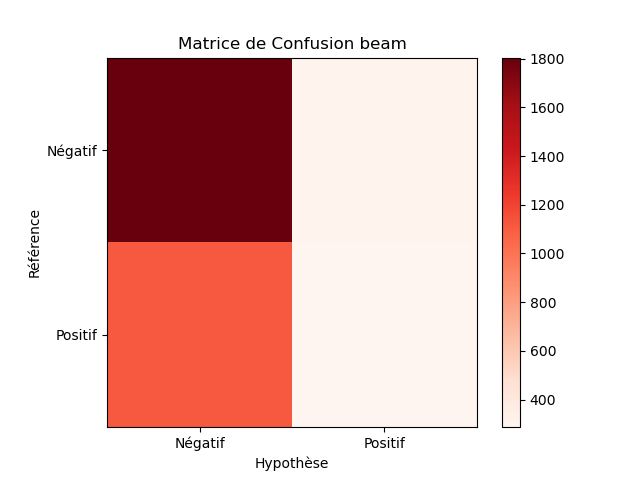 Matrice de Confusion beam
Négatif
Positif
Référence
Négatif
Positif
Hypothèse
1800
1600
1400
1200
1000
800
600
400